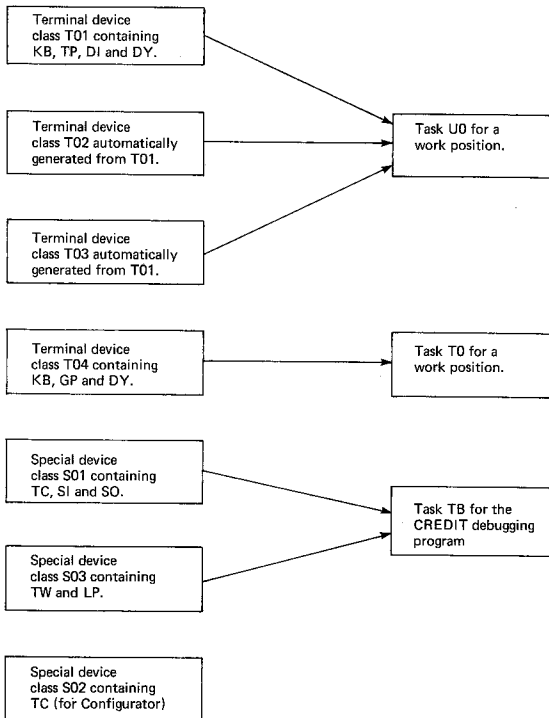 Terminal device
class T01 containing
KB, TP, DI and DY.
Terminal device
class T02 automatically
generated from T01.
Task U0 for a
work position.
Terminal device
class T03 automatically
generated from T01.
Terminal device
class T04 containing
KB, GP and DY.
Task T0 for a
work position.
Special device
class S01 containing
TC, SI and SO.
Task TB for the
CREDIT debugging
program
Special device
class S03 containing
TW and LP.
Special device
class S02 containing
TC (for Configurator)